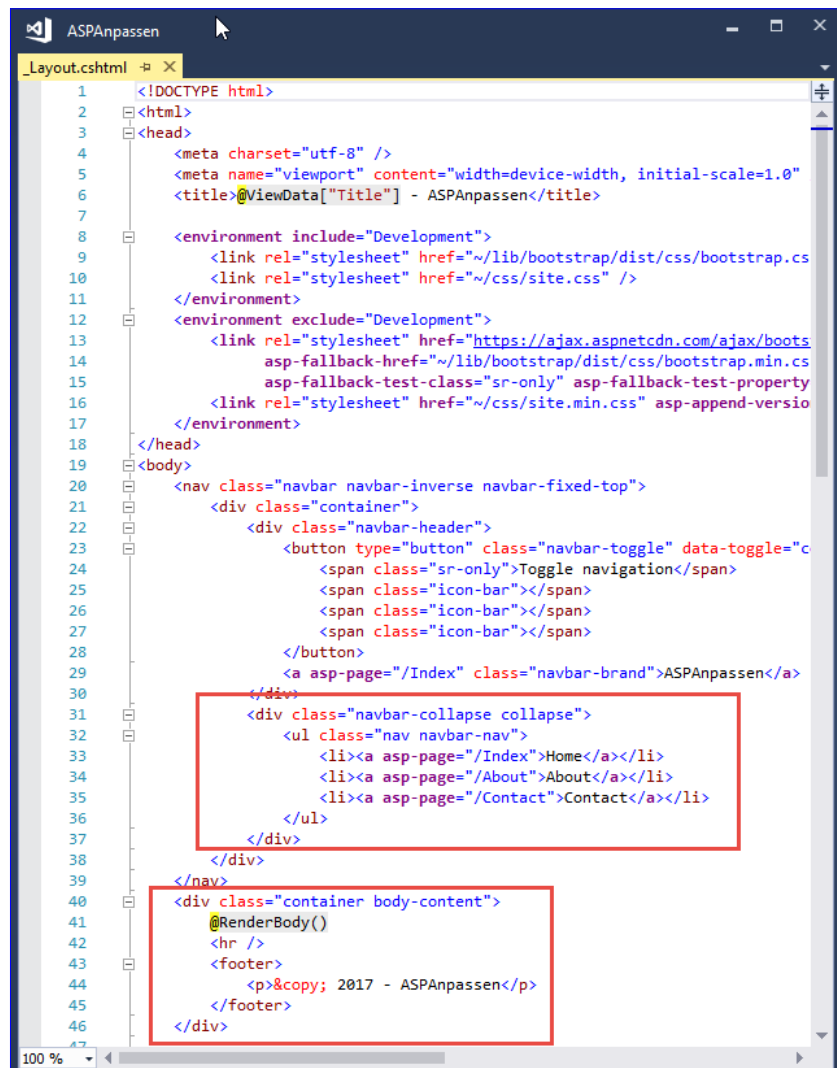 ASPAnpassen
_Layout.cshtml
1 <!DOCTYPE html>
2 <html>
3 <head>
4 <meta charset="utf-8" />
5 <meta name="viewport" content="width=device-width, initial-scale=1.0"
6 <title>@ViewData["Title"] - ASPAnpassen</title>
7
8 <environment include="Development">
9 <link rel="stylesheet" href="~/lib/bootstrap/dist/css/bootstrap.cs
10 <link rel="stylesheet" href="~/css/site.css" />
11 </environment>
12 <environment exclude="Development">
13 <link rel="stylesheet" href="https://ajax.aspnetcdn.com/ajax/boots
14 asp-fallback-href="~/lib/bootstrap/dist/css/bootstrap.min.cs
15 asp-fallback-test-class="sr-only" asp-fallback-test-property
16 <link rel="stylesheet" href="~/css/site.min.css" asp-append-versio
17 </environment>
18 </head>
19 <body>
20 <nav class="navbar navbar-inverse navbar-fixed-top">
21 <div class="container">
22 <div class="navbar-header">
23 <button type="button" class="navbar-toggle" data-toggle="c
24 <span class="sr-only">Toggle navigation</span>
25 <span class="icon-bar"></span>
26 <span class="icon-bar"></span>
27 <span class="icon-bar"></span>
28 </button>
29 <a asp-page="/Index" class="navbar-brand">ASPAnpassen</a>
30 </div>
31 <div class="navbar-collapse collapse">
32 <ul class="nav navbar-nav">
33 <li><a asp-page="/Index">Home</a></li>
34 <li><a asp-page="/About">About</a></li>
35 <li><a asp-page="/Contact">Contact</a></li>
36 </ul>
37 </div>
38 </div>
39 </nav>
40 <div class="container body-content">
41 @RenderBody()
42 <hr />
43 <footer>
44 <p>&copy; 2017 - ASPAnpassen</p>
45 </footer>
46 </div>
47
100 %